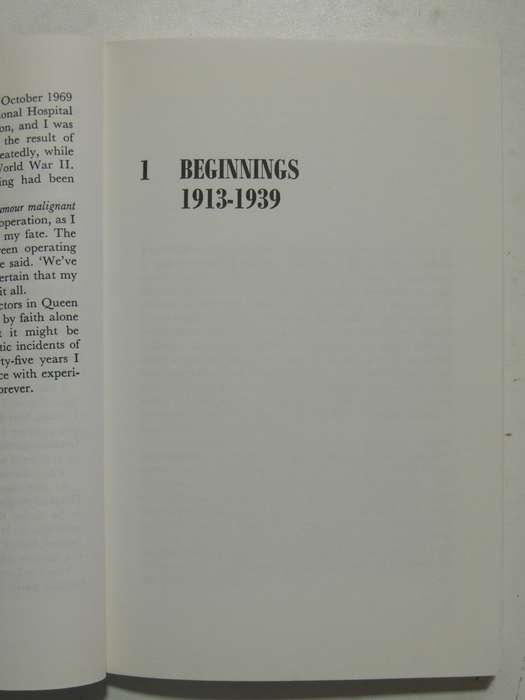 October 1969
onal Hospital
on, and I was
the result of
eatedly, while
World War II.
ing had been
umour malignant
operation, as I
my fate. The
een operating
e said. 'We've
ertain that my
it all.
ctors in Queen
by faith alone
t it might be
tic incidents of
ty-five years I
ce with experi-
orever.
1 BEGINNINGS
1913-1939